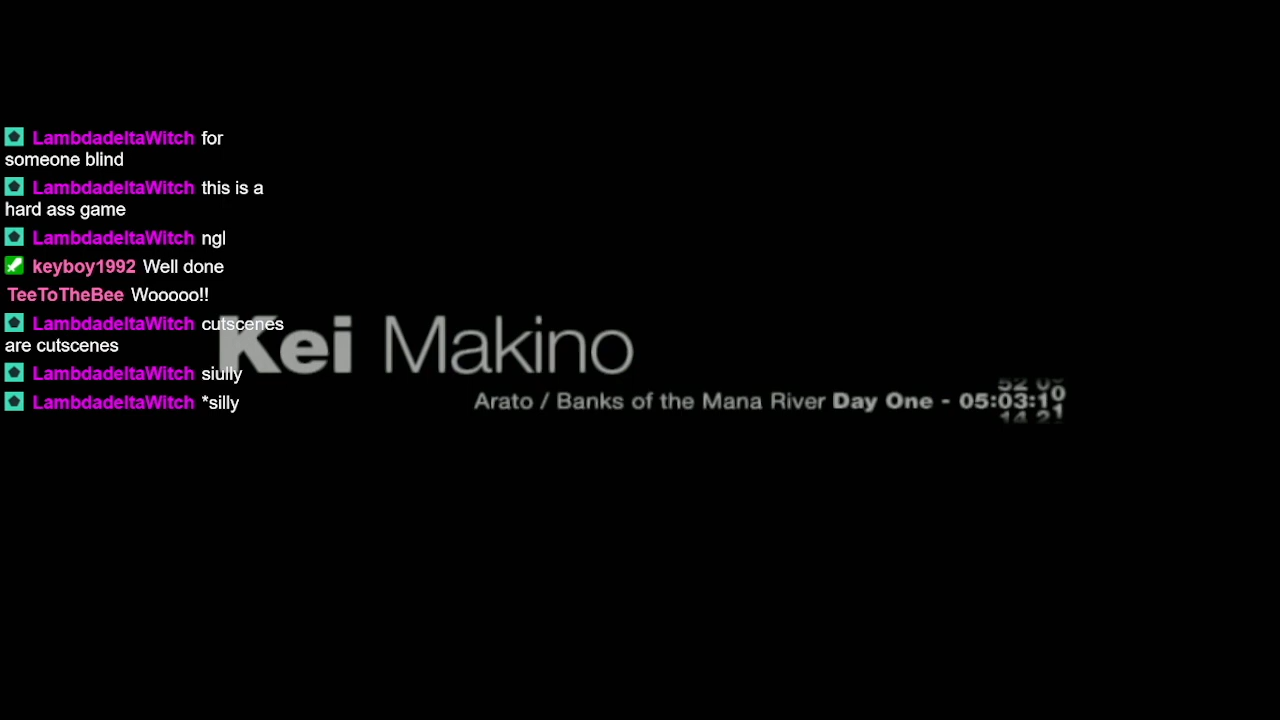 LambdadeltaWitch for
someone blind
LambdadeltaWitch this is a
hard ass game
LambdadeltaWitch ngl
keyboy1992 Well done
TeeToTheBee Wooooo!!
LambdadeltaWitch cutscenes
are cutscenes
LambdadeltaWitch siully
LambdadeltaWitch *silly
Kei Makino
Arato / Banks of the Mana River Day One - 05:03:10